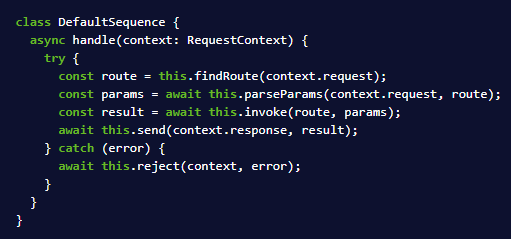 class DefaultSequence {
  async handle(context: RequestContext) {
    try {
      const route = this.findRoute(context.request);
      const params = await this.parseParams(context.request, route);
      const result = await this.invoke(route, params);
      await this.send(context.response, result);
    } catch (error) {
      await this.reject(context, error);
    }
  }
}